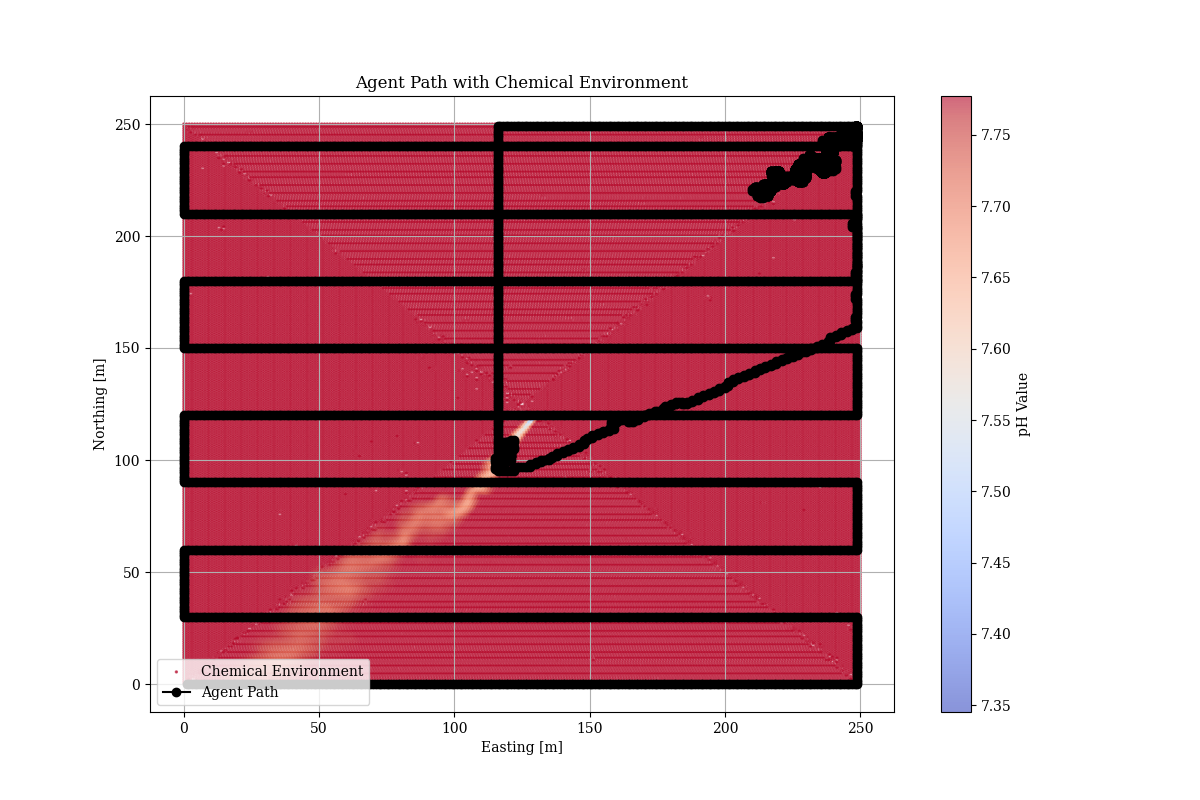 Agent Path with Chemical Environment
250
200
150
100
50
0
Northing [m]
0 50 100 150 200 250
Easting [m]
Chemical Environment
Agent Path
7.75
7.70
7.65
7.60
7.55
7.50
7.45
7.40
7.35
pH Value